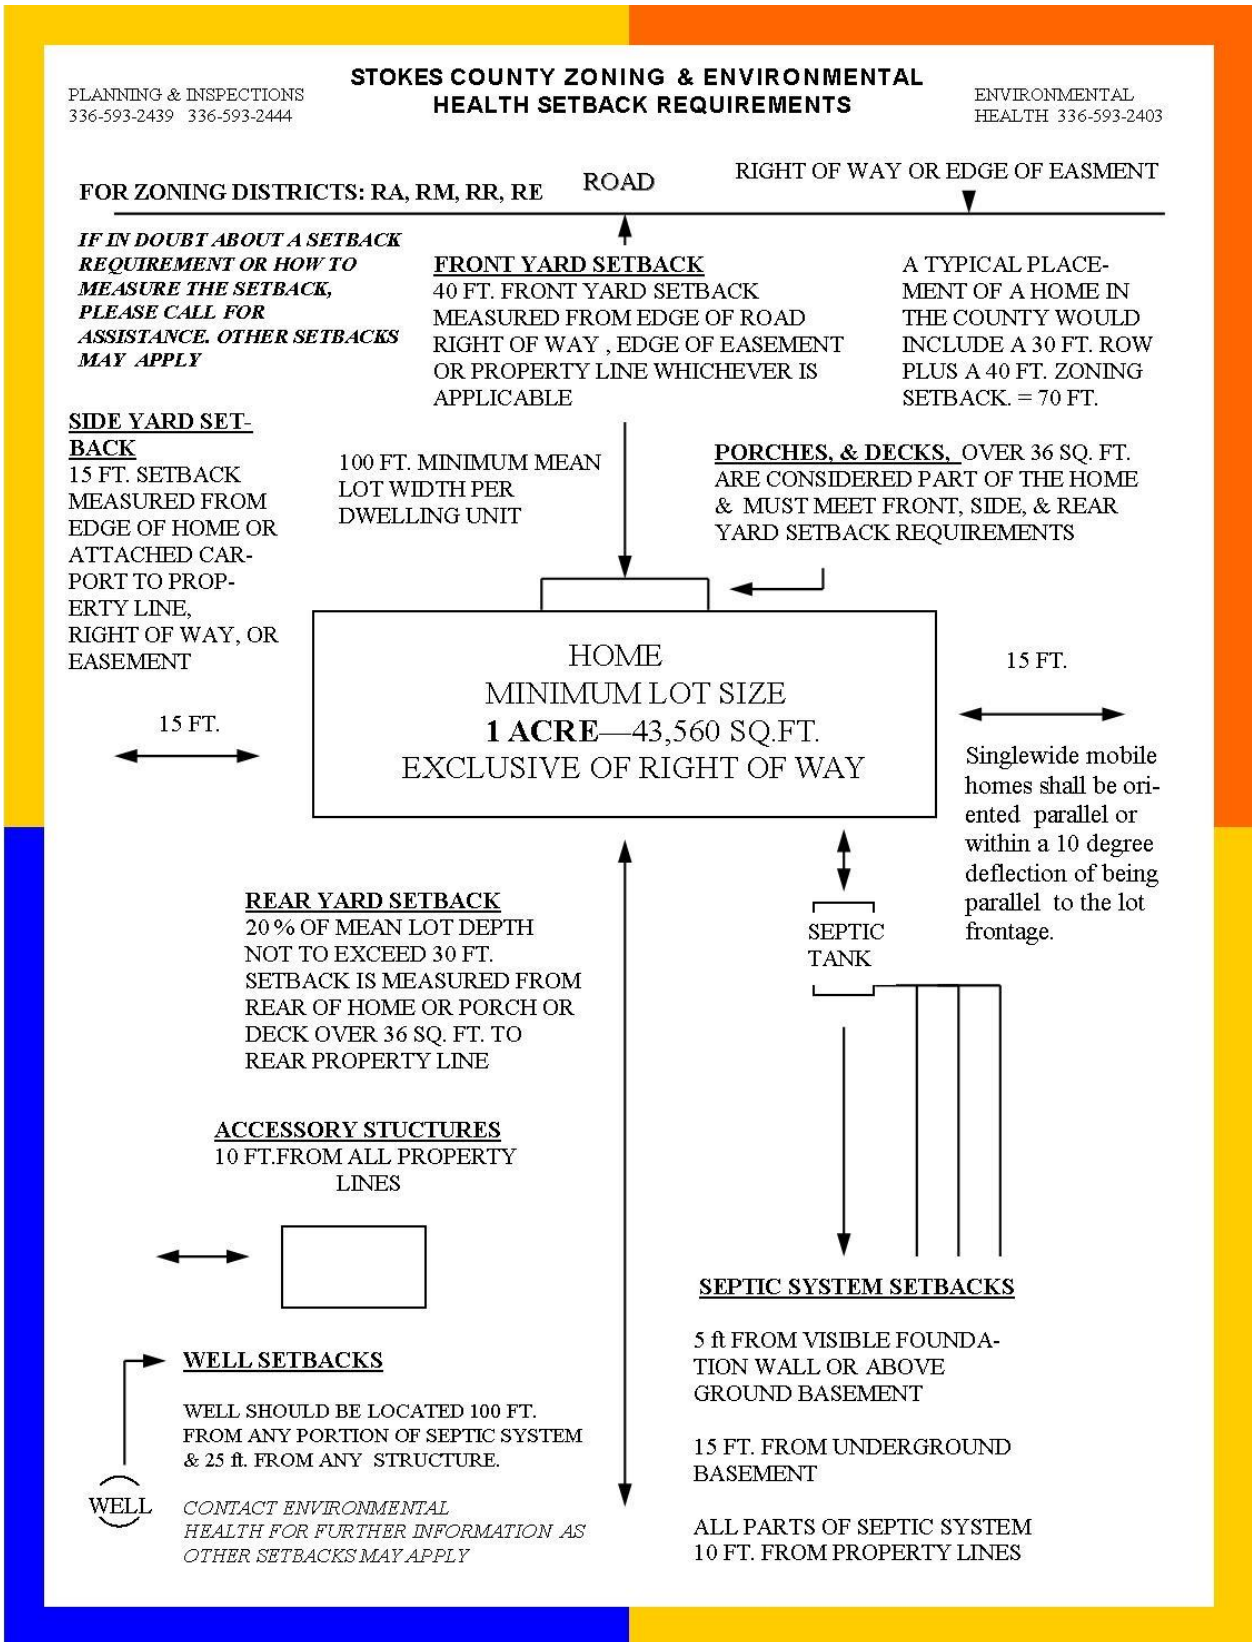 STOKES COUNTY ZONING & ENVIRONMENTAL
HEALTH SETBACK REQUIREMENTS
PLANNING & INSPECTIONS
336-593-2439 336-593-2444
ENVIRONMENTAL
HEALTH 336-593-2403
FOR ZONING DISTRICTS: RA, RM, RR, RE
ROAD
RIGHT OF WAY OR EDGE OF EASMENT
IF IN DOUBT ABOUT A SETBACK
REQUIREMENT OR HOW TO
MEASURE THE SETBACK,
PLEASE CALL FOR
ASSISTANCE. OTHER SETBACKS
MAY APPLY
FRONT YARD SETBACK
40 FT. FRONT YARD SETBACK
MEASURED FROM EDGE OF ROAD
RIGHT OF WAY , EDGE OF EASEMENT
OR PROPERTY LINE WHICHEVER IS
APPLICABLE
A TYPICAL PLACE-
MENT OF A HOME IN
THE COUNTY WOULD
INCLUDE A 30 FT. ROW
PLUS A 40 FT. ZONING
SETBACK. = 70 FT.
SIDE YARD SET-
BACK
15 FT. SETBACK
MEASURED FROM
EDGE OF HOME OR
ATTACHED CAR-
PORT TO PROP-
ERTY LINE,
RIGHT OF WAY, OR
EASEMENT
100 FT. MINIMUM MEAN
LOT WIDTH PER
DWELLING UNIT
PORCHES, & DECKS, OVER 36 SQ. FT.
ARE CONSIDERED PART OF THE HOME
& MUST MEET FRONT, SIDE, & REAR
YARD SETBACK REQUIREMENTS
HOME
MINIMUM LOT SIZE
1 ACRE—43,560 SQ.FT.
EXCLUSIVE OF RIGHT OF WAY
15 FT.
15 FT.
Singlewide mobile
homes shall be ori-
ented parallel or
within a 10 degree
deflection of being
parallel to the lot
frontage.
REAR YARD SETBACK
20 % OF MEAN LOT DEPTH
NOT TO EXCEED 30 FT.
SETBACK IS MEASURED FROM
REAR OF HOME OR PORCH OR
DECK OVER 36 SQ. FT. TO
REAR PROPERTY LINE
SEPTIC
TANK
ACCESSORY STUCTURES
10 FT.FROM ALL PROPERTY
LINES
SEPTIC SYSTEM SETBACKS
5 ft FROM VISIBLE FOUNDA-
TION WALL OR ABOVE
GROUND BASEMENT
15 FT. FROM UNDERGROUND
BASEMENT
ALL PARTS OF SEPTIC SYSTEM
10 FT. FROM PROPERTY LINES
WELL SETBACKS
WELL SHOULD BE LOCATED 100 FT.
FROM ANY PORTION OF SEPTIC SYSTEM
& 25 ft. FROM ANY STRUCTURE.
WELL
CONTACT ENVIRONMENTAL
HEALTH FOR FURTHER INFORMATION AS
OTHER SETBACKS MAY APPLY